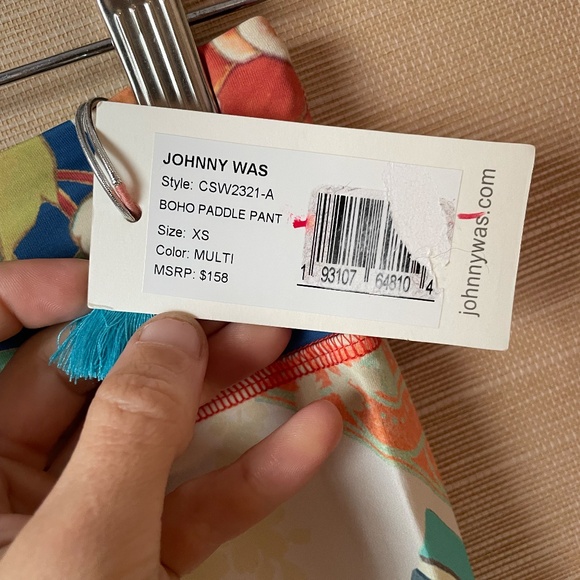 JOHNNY WAS
Style: CSW2321-A
BOHO PADDLE PANT
Size: XS
Color: MULTI
MSRP: $158
1 93107 64810 4
johnnywas.com